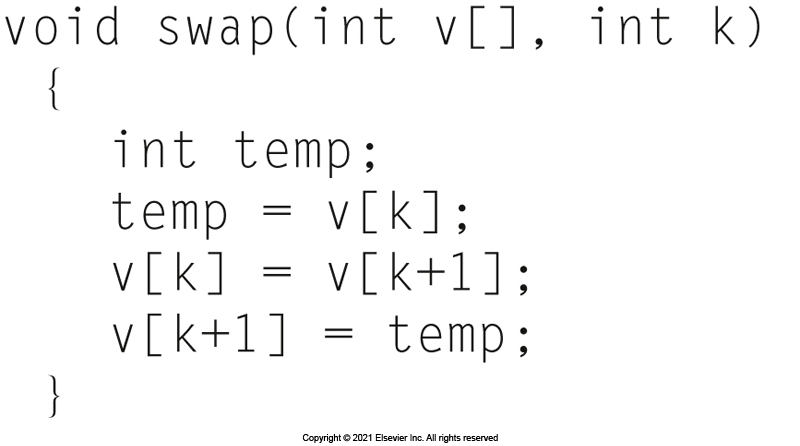 void swap(int v[], int k)
{
int temp;
temp = v[k];
v[k] = v[k+1];
v[k+1] = temp;
}
Copyright © 2021 Elsevier Inc. All rights reserved